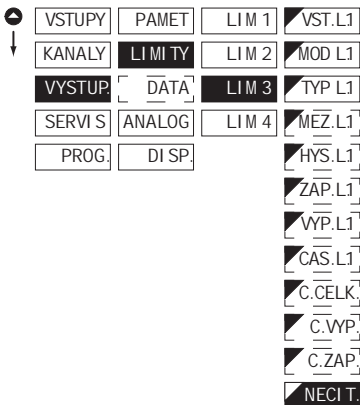 VSTUPY PAMET LIM 1 VST.L1
KANALY LIMITY LIM 2 MOD L1
VYSTUP. DATA LIM 3 TYP L1
SERVIS ANALOG LIM 4 MEZ.L1
PROG. DISP. HYS.L1
ZAP.L1
VYP.L1
CAS.L1
C.CELK.
C.VYP.
C.ZAP.
NECIT.